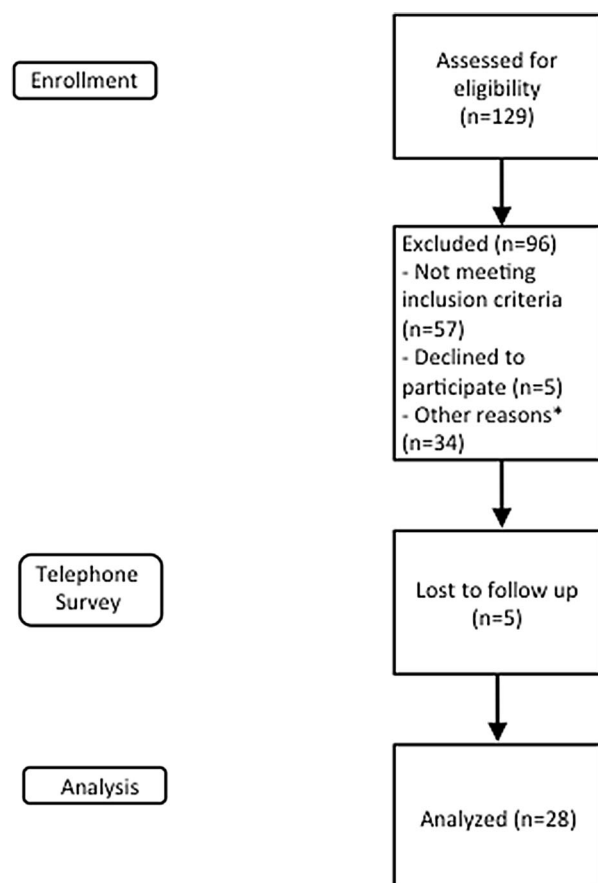 Enrollment
Assessed for
eligibility
(n=129)
Excluded (n=96)
- Not meeting
inclusion criteria
(n=57)
- Declined to
participate (n=5)
- Other reasons*
(n=34)
Telephone
Survey
Lost to follow up
(n=5)
Analysis
Analyzed (n=28)